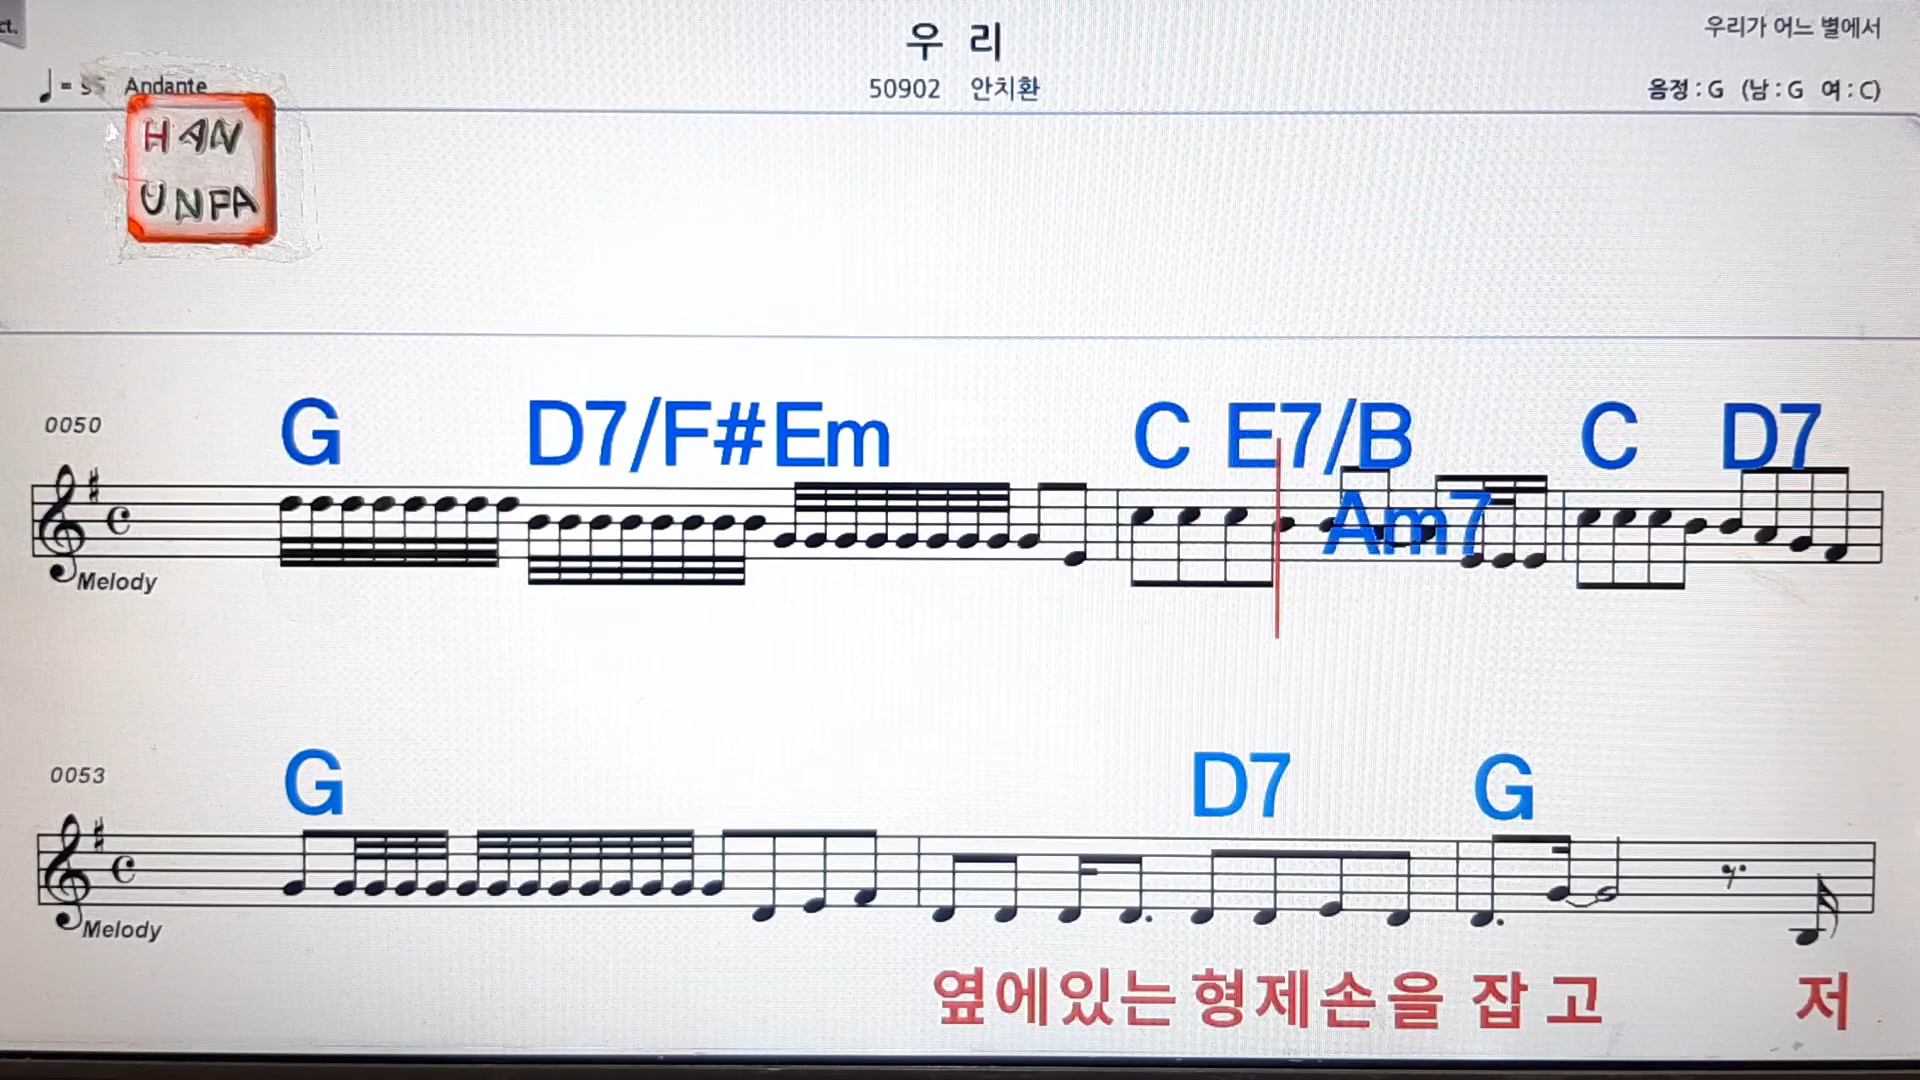 ct.
우 리
우리가 어느 별에서
Andante
50902 안치환
음정 : G (남 : G 여 : C)
HAN
UNPA
G D7/F# Em C E7/B Am7 C D7
0050
Melody
G D7 G
0053
Melody
옆에있는 형제손을 잡 고 저